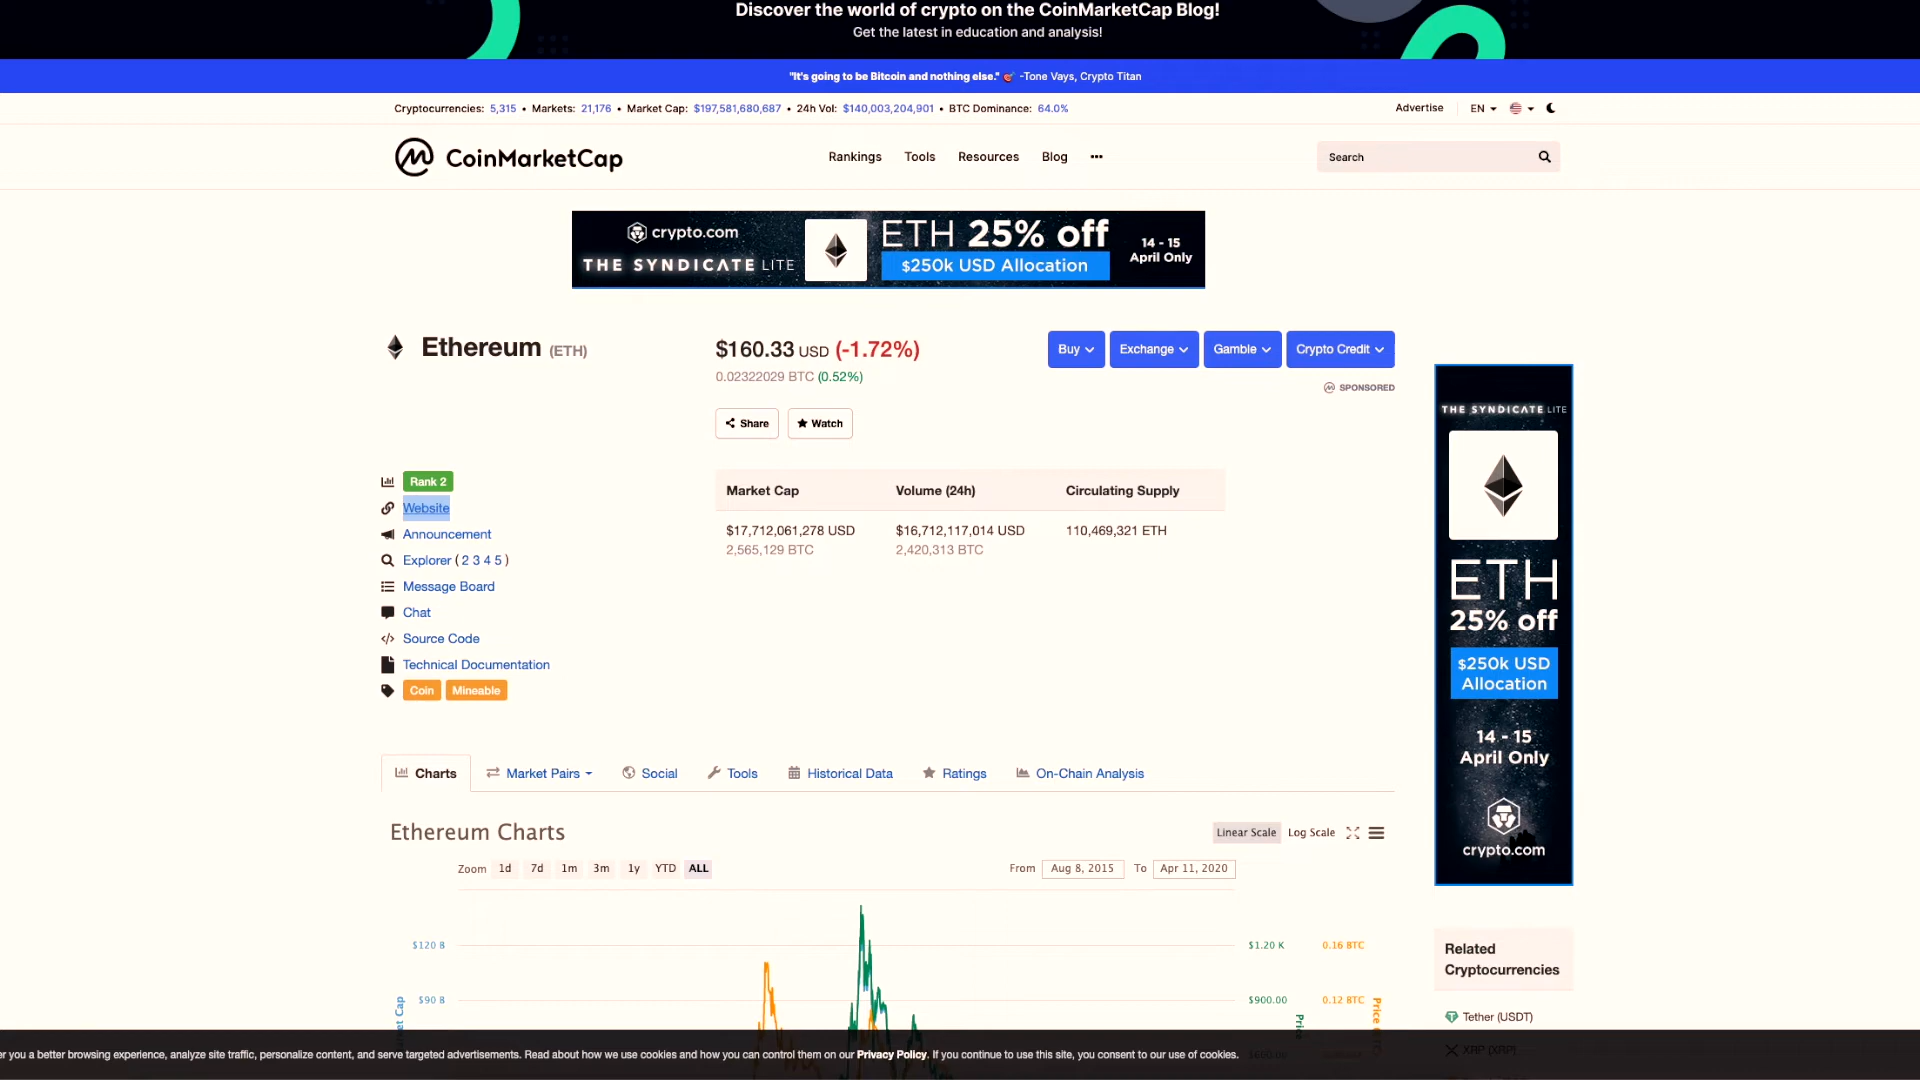 Discover the world of crypto on the CoinMarketCap Blog!
Get the latest in education and analysis!
"It's going to be Bitcoin and nothing else." -Tone Vays, Crypto Titan
Cryptocurrencies: 5,315 • Markets: 21,176 • Market Cap: $197,581,680,687 • 24h Vol: $140,003,204,901 • BTC Dominance: 64.0%
Advertise EN
CoinMarketCap
Rankings Tools Resources Blog •••
Search
crypto.com
THE SYNDICATE LITE
ETH 25% off
$250k USD Allocation
14 - 15
April Only
Ethereum (ETH)
$160.33 USD (-1.72%)
0.02322029 BTC (0.52%)
Buy Exchange Gamble Crypto Credit
SPONSORED
Share Watch
Rank 2
Website
Announcement
Explorer ( 2 3 4 5 )
Message Board
Chat
Source Code
Technical Documentation
Coin Mineable
Market Cap Volume (24h) Circulating Supply
$17,712,061,278 USD $16,712,117,014 USD 110,469,321 ETH
2,565,129 BTC 2,420,313 BTC
THE SYNDICATE LITE
ETH
25% off
$250k USD
Allocation
14 - 15
April Only
crypto.com
Charts Market Pairs Social Tools Historical Data Ratings On-Chain Analysis
Ethereum Charts
Linear Scale Log Scale
Zoom 1d 7d 1m 3m 1y YTD ALL
From Aug 8, 2015 To Apr 11, 2020
$120 B $1.20 K 0.16 BTC
$90 B $900.00 0.12 BTC
Related
Cryptocurrencies
Tether (USDT)
XRP (XRP)
er you a better browsing experience, analyze site traffic, personalize content, and serve targeted advertisements. Read about how we use cookies and how you can control them on our Privacy Policy. If you continue to use this site, you consent to our use of cookies.